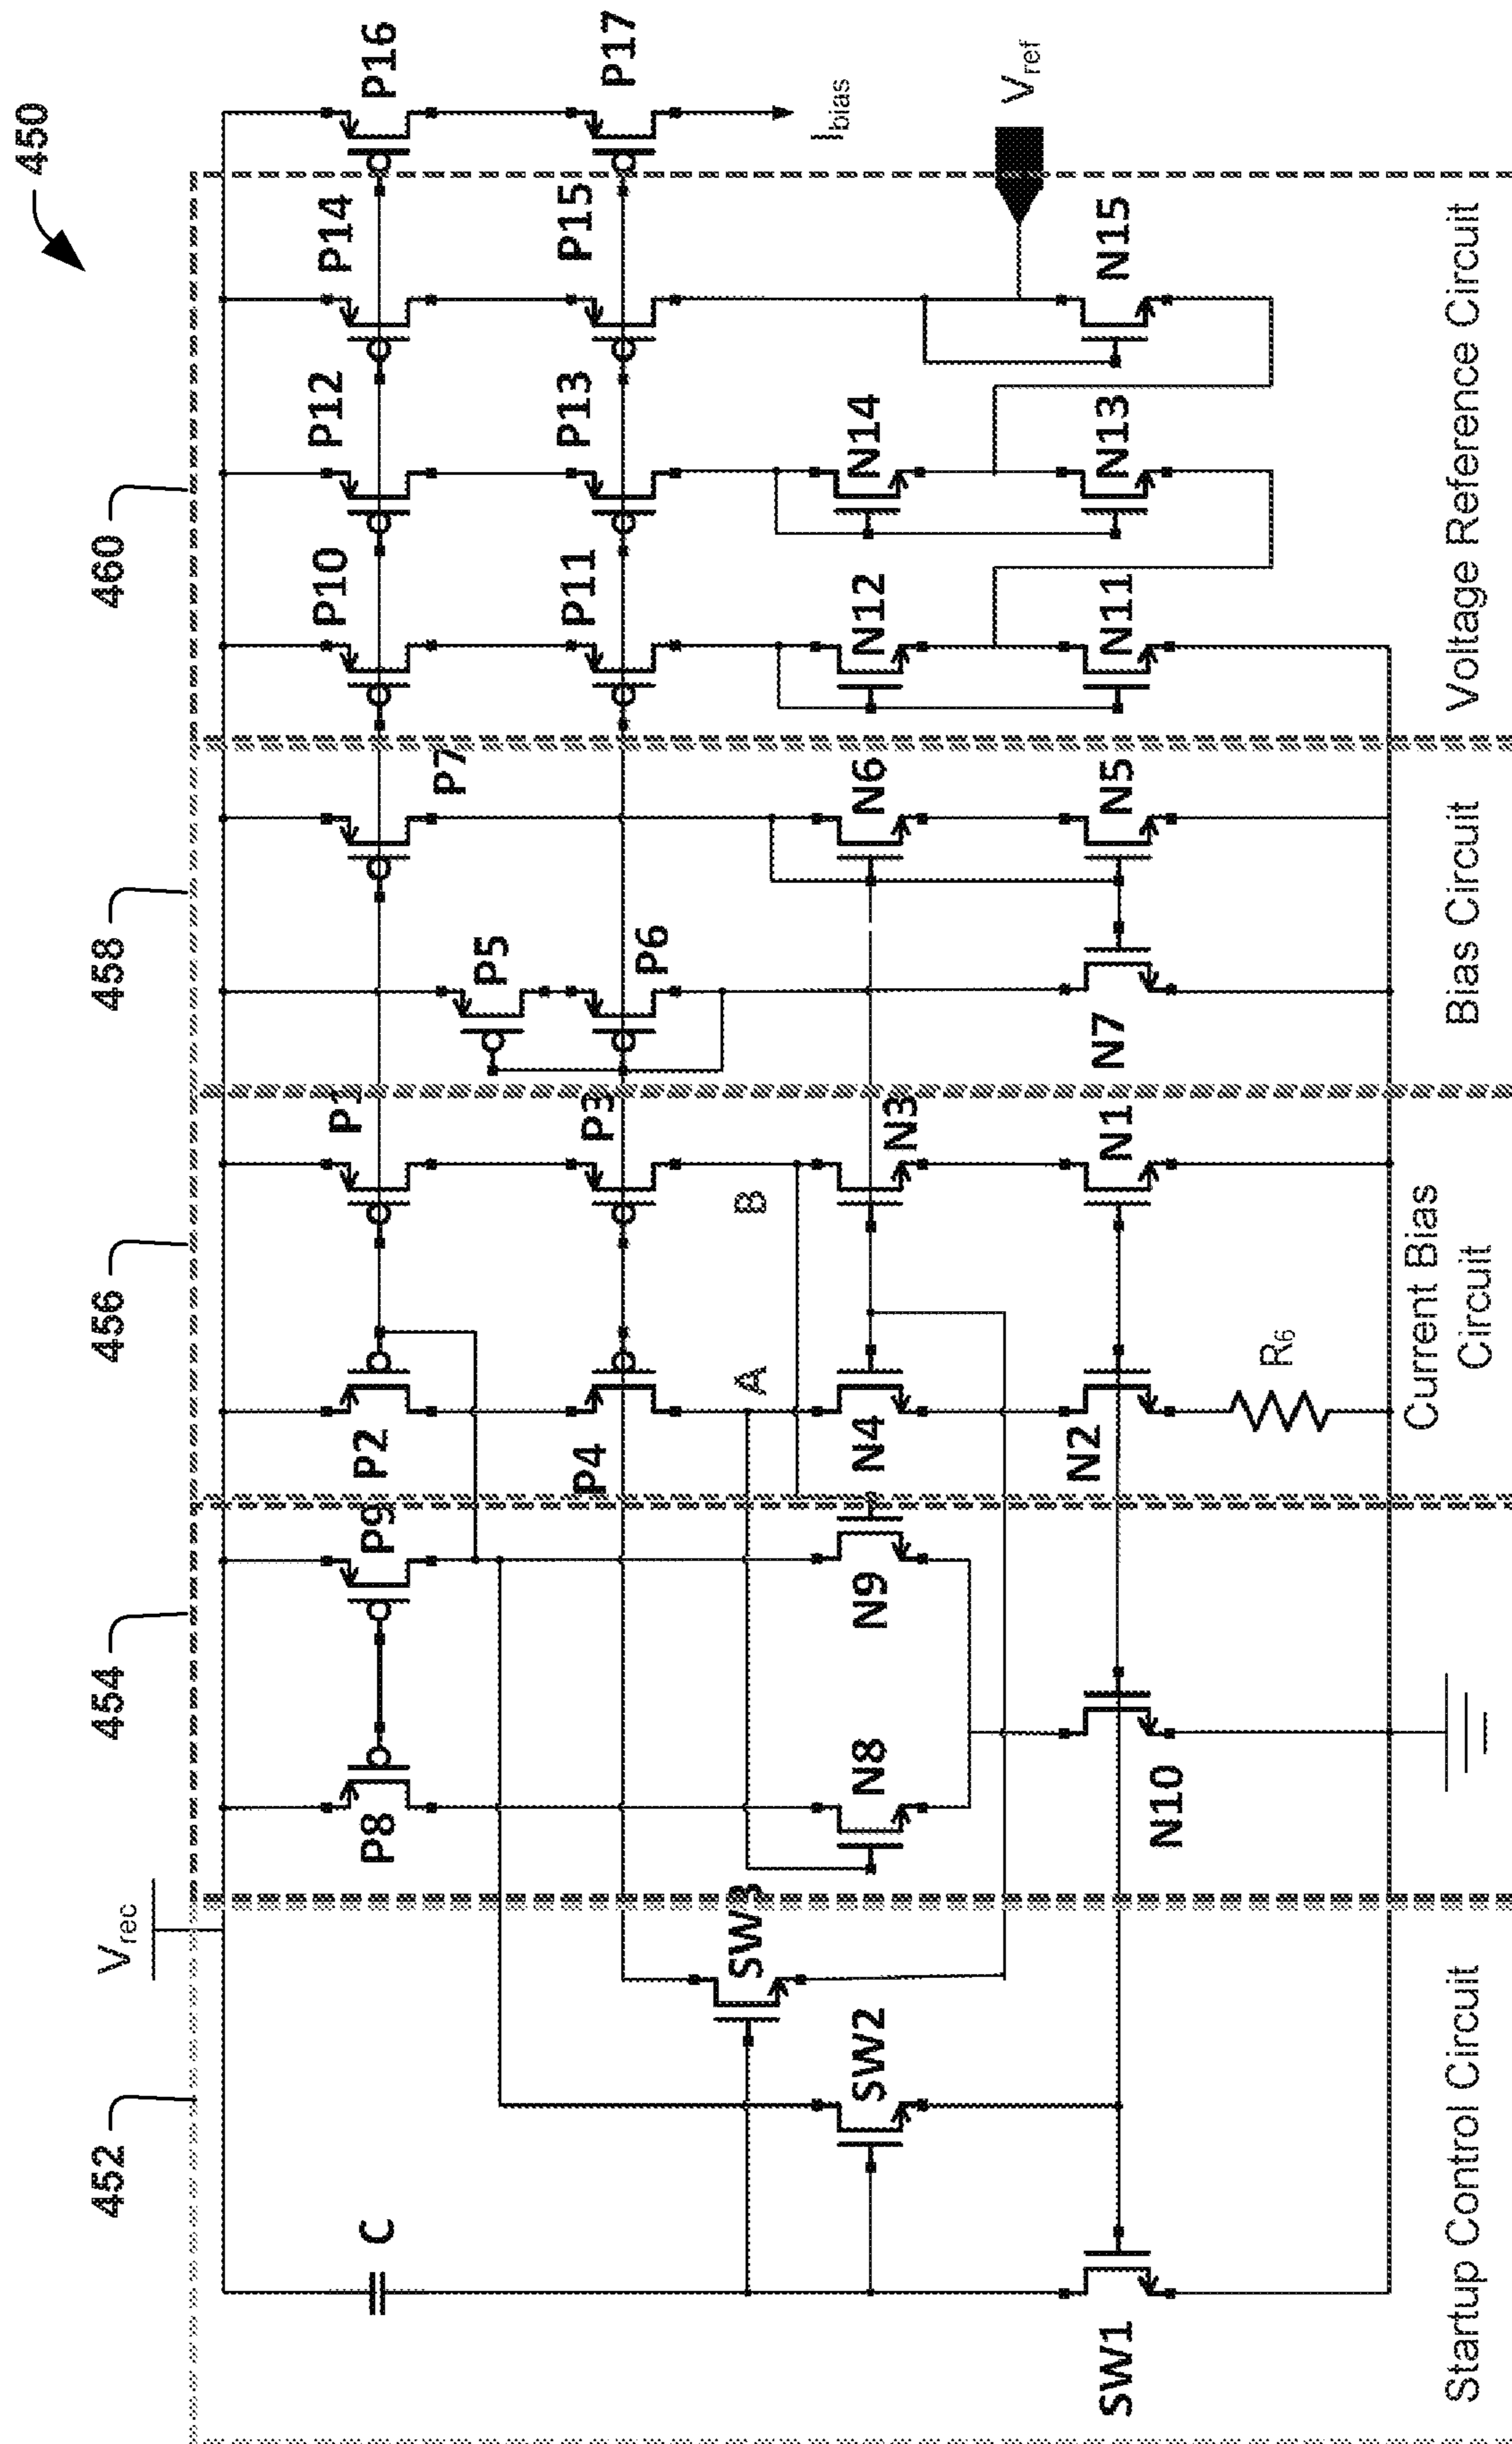 450
452
454
456
458
460
Vrec
C
P8
P9
P2
P1
P7
P10
P12
P14
P16
P5
P4
P3
P6
P11
P13
P15
P17
Ibias
SW3
A
B
SW2
N8
N9
N4
N3
N6
N12
N14
Vref
SW1
N10
N2
N1
N7
N5
N11
N13
N15
R6
Startup Control Circuit
Current Bias
Circuit
Bias Circuit
Voltage Reference Circuit